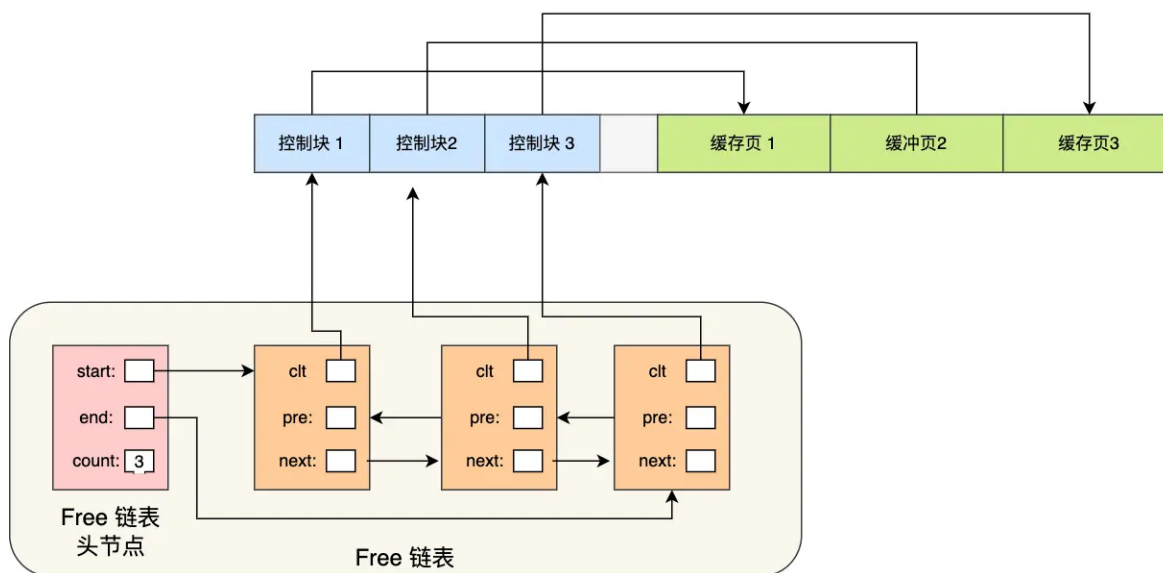 控制块 1
控制块2
控制块 3
缓存页 1
缓冲页2
缓存页3
start:
end:
count: 3
clt
pre:
next:
clt
pre:
next:
clt
pre:
next:
Free 链表
头节点
Free 链表